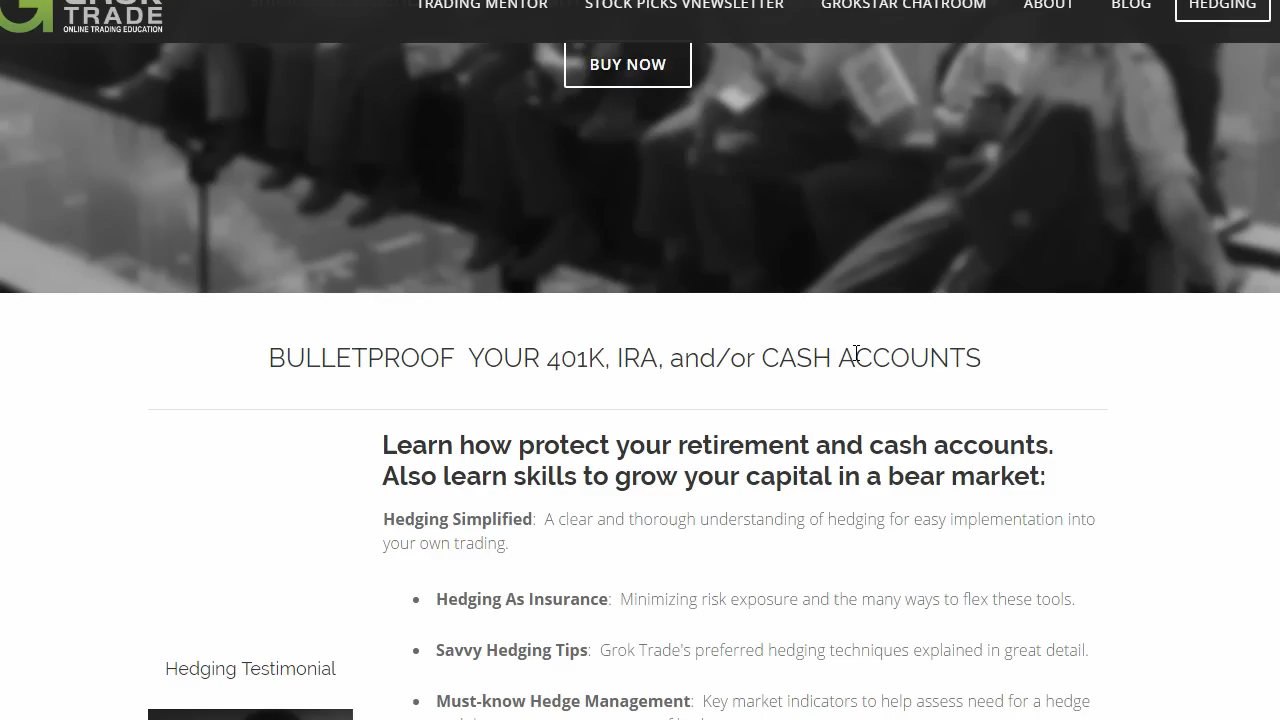 TRADE
ONLINE TRADING EDUCATION
TRADING MENTOR STOCK PICKS VNEWSLETTER GROKSTAR CHATROOM ABOUT BLOG HEDGING
BUY NOW
BULLETPROOF YOUR 401K, IRA, and/or CASH ACCOUNTS
Learn how protect your retirement and cash accounts.
Also learn skills to grow your capital in a bear market:
Hedging Simplified: A clear and thorough understanding of hedging for easy implementation into
your own trading.
• Hedging As Insurance: Minimizing risk exposure and the many ways to flex these tools.
• Savvy Hedging Tips: Grok Trade's preferred hedging techniques explained in great detail.
Hedging Testimonial
• Must-know Hedge Management: Key market indicators to help assess need for a hedge